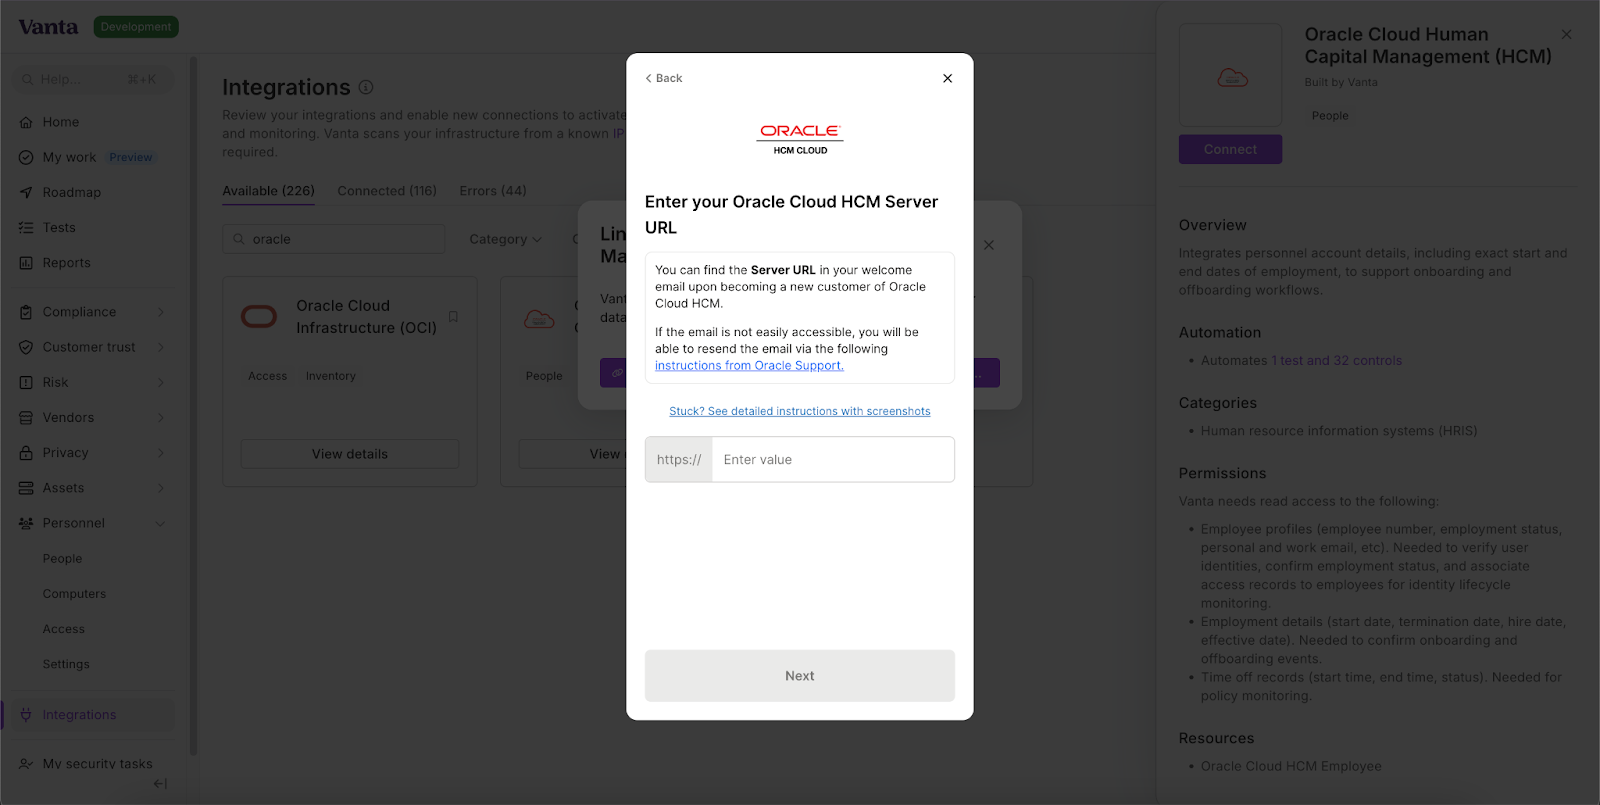 Vanta
Development
Help...
⌘+K
Home
My work
Preview
Roadmap
Tests
Reports
Compliance
Customer trust
Risk
Vendors
Privacy
Assets
Personnel
People
Computers
Access
Settings
Integrations
My security tasks
Integrations
Review your integrations and enable new connections to activate
and monitoring. Vanta scans your infrastructure from a known IP
required.
Available (226)
Connected (116)
Errors (44)
oracle
Category
Oracle Cloud
Infrastructure (OCI)
Access
Inventory
View details
People
View
Lin
Ma
Vant
data
Back
ORACLE
HCM CLOUD
Enter your Oracle Cloud HCM Server
URL
You can find the Server URL in your welcome
email upon becoming a new customer of Oracle
Cloud HCM.
If the email is not easily accessible, you will be
able to resend the email via the following
instructions from Oracle Support.
Stuck? See detailed instructions with screenshots
https://
Enter value
Next
Oracle Cloud Human
Capital Management (HCM)
Built by Vanta
People
Connect
Overview
Integrates personnel account details, including exact start and
end dates of employment, to support onboarding and
offboarding workflows.
Automation
• Automates 1 test and 32 controls
Categories
• Human resource information systems (HRIS)
Permissions
Vanta needs read access to the following:
• Employee profiles (employee number, employment status,
personal and work email, etc). Needed to verify user
identities, confirm employment status, and associate
access records to employees for identity lifecycle
monitoring.
• Employment details (start date, termination date, hire date,
effective date). Needed to confirm onboarding and
offboarding events.
• Time off records (start time, end time, status). Needed for
policy monitoring.
Resources
• Oracle Cloud HCM Employee